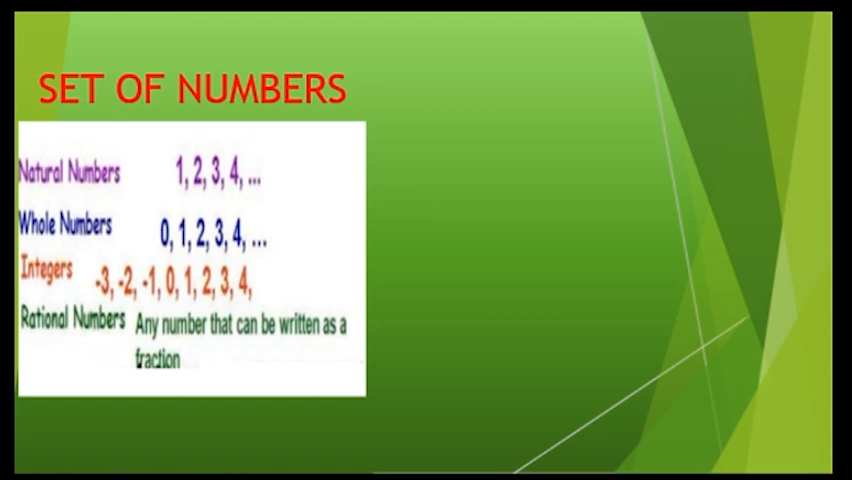 SET OF NUMBERS
Natural Numbers 1, 2, 3, 4, ...
Whole Numbers 0, 1, 2, 3, 4, ...
Integers -3, -2, -1, 0, 1, 2, 3, 4,
Rational Numbers Any number that can be written as a
fraction